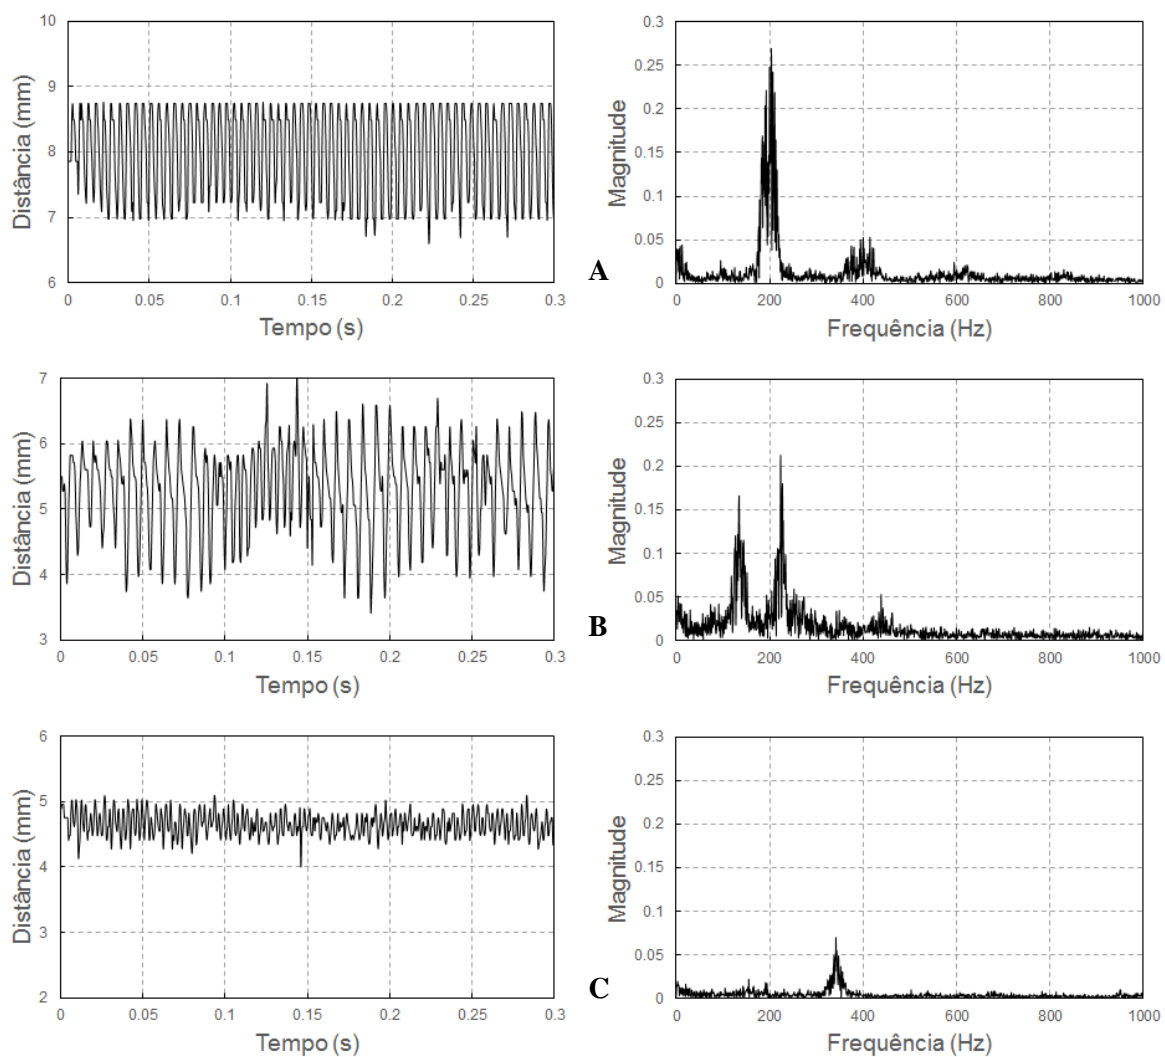 10
9
8
7
6
Distância (mm)
0 0.05 0.1 0.15 0.2 0.25 0.3
Tempo (s)
A
0.3
0.25
0.2
0.15
0.1
0.05
0
Magnitude
0 200 400 600 800 1000
Frequência (Hz)
7
6
5
4
3
Distância (mm)
0 0.05 0.1 0.15 0.2 0.25 0.3
Tempo (s)
B
0.3
0.25
0.2
0.15
0.1
0.05
0
Magnitude
0 200 400 600 800 1000
Frequência (Hz)
6
5
4
3
2
Distância (mm)
0 0.05 0.1 0.15 0.2 0.25 0.3
Tempo (s)
C
0.3
0.25
0.2
0.15
0.1
0.05
0
Magnitude
0 200 400 600 800 1000
Frequência (Hz)